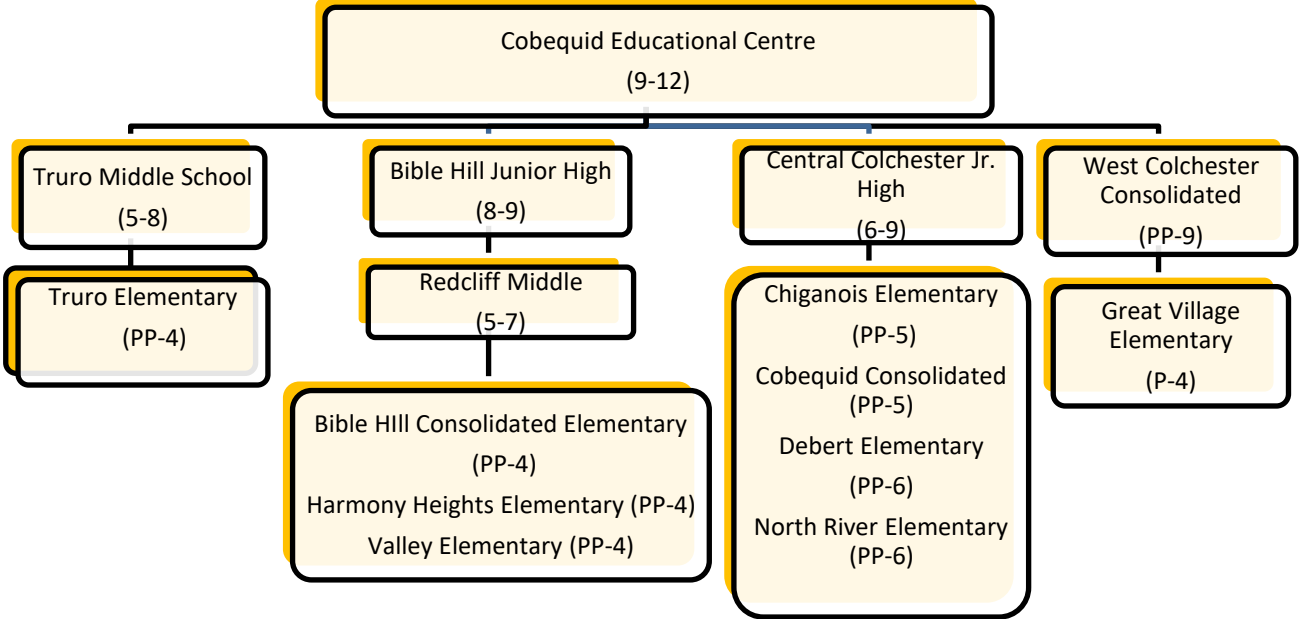 Cobequid Educational Centre
(9-12)
Truro Middle School
(5-8)
Truro Elementary
(PP-4)
Bible Hill Junior High
(8-9)
Redcliff Middle
(5-7)
Bible HIll Consolidated Elementary
(PP-4)
Harmony Heights Elementary (PP-4)
Valley Elementary (PP-4)
Central Colchester Jr.
High
(6-9)
Chiganois Elementary
(PP-5)
Cobequid Consolidated
(PP-5)
Debert Elementary
(PP-6)
North River Elementary
(PP-6)
West Colchester
Consolidated
(PP-9)
Great Village
Elementary
(P-4)